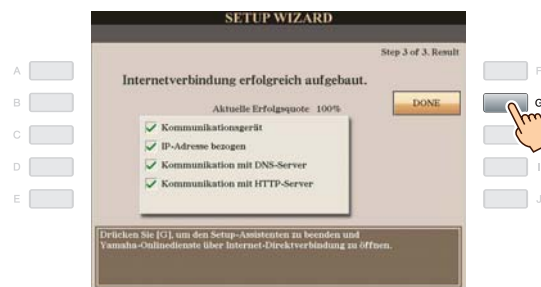 SETUP WIZARD
Step 3 of 3. Result
Internetverbindung erfolgreich aufgebaut.
Aktuelle Erfolgsquote 100%
DONE
Kommunikationsgerät
IP-Adresse bezogen
Kommunikation mit DNS-Server
Kommunikation mit HTTP-Server
Drücken Sie [G], um den Setup-Assistenten zu beenden und
Yamaha-Onlinedienste über Internet-Direktverbindung zu öffnen.
A
B
C
D
E
F
G
I
J